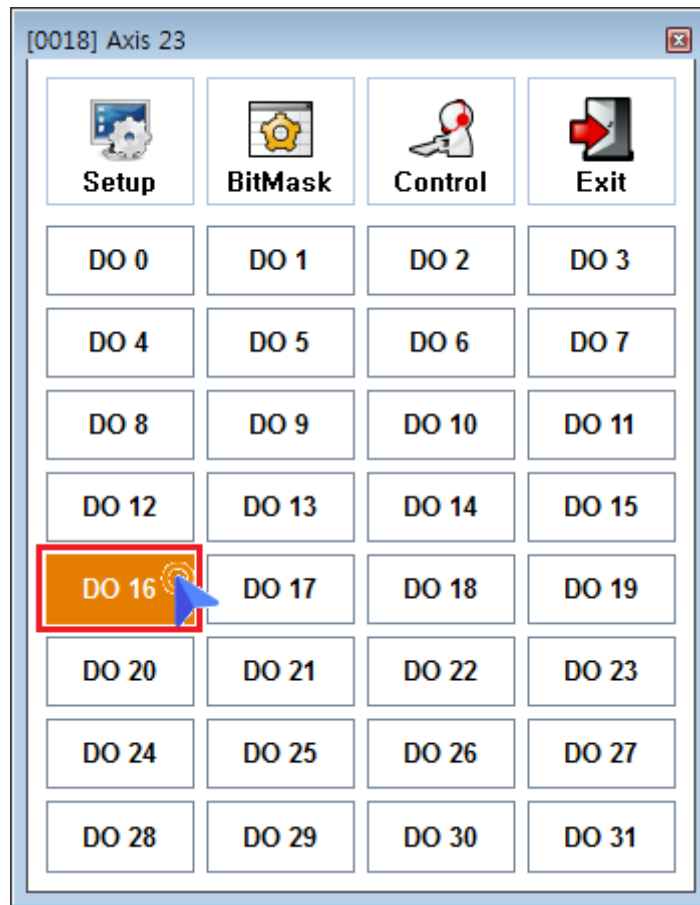 [0018] Axis 23
Setup BitMask Control Exit
DO 0 DO 1 DO 2 DO 3
DO 4 DO 5 DO 6 DO 7
DO 8 DO 9 DO 10 DO 11
DO 12 DO 13 DO 14 DO 15
DO 16 DO 17 DO 18 DO 19
DO 20 DO 21 DO 22 DO 23
DO 24 DO 25 DO 26 DO 27
DO 28 DO 29 DO 30 DO 31